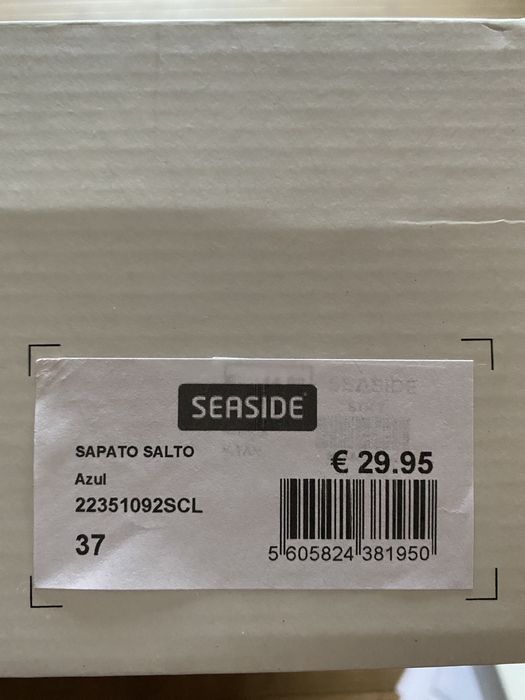 SEASIDE
SAPATO SALTO
€ 29.95
Azul
22351092SCL
37
5 605824 381950